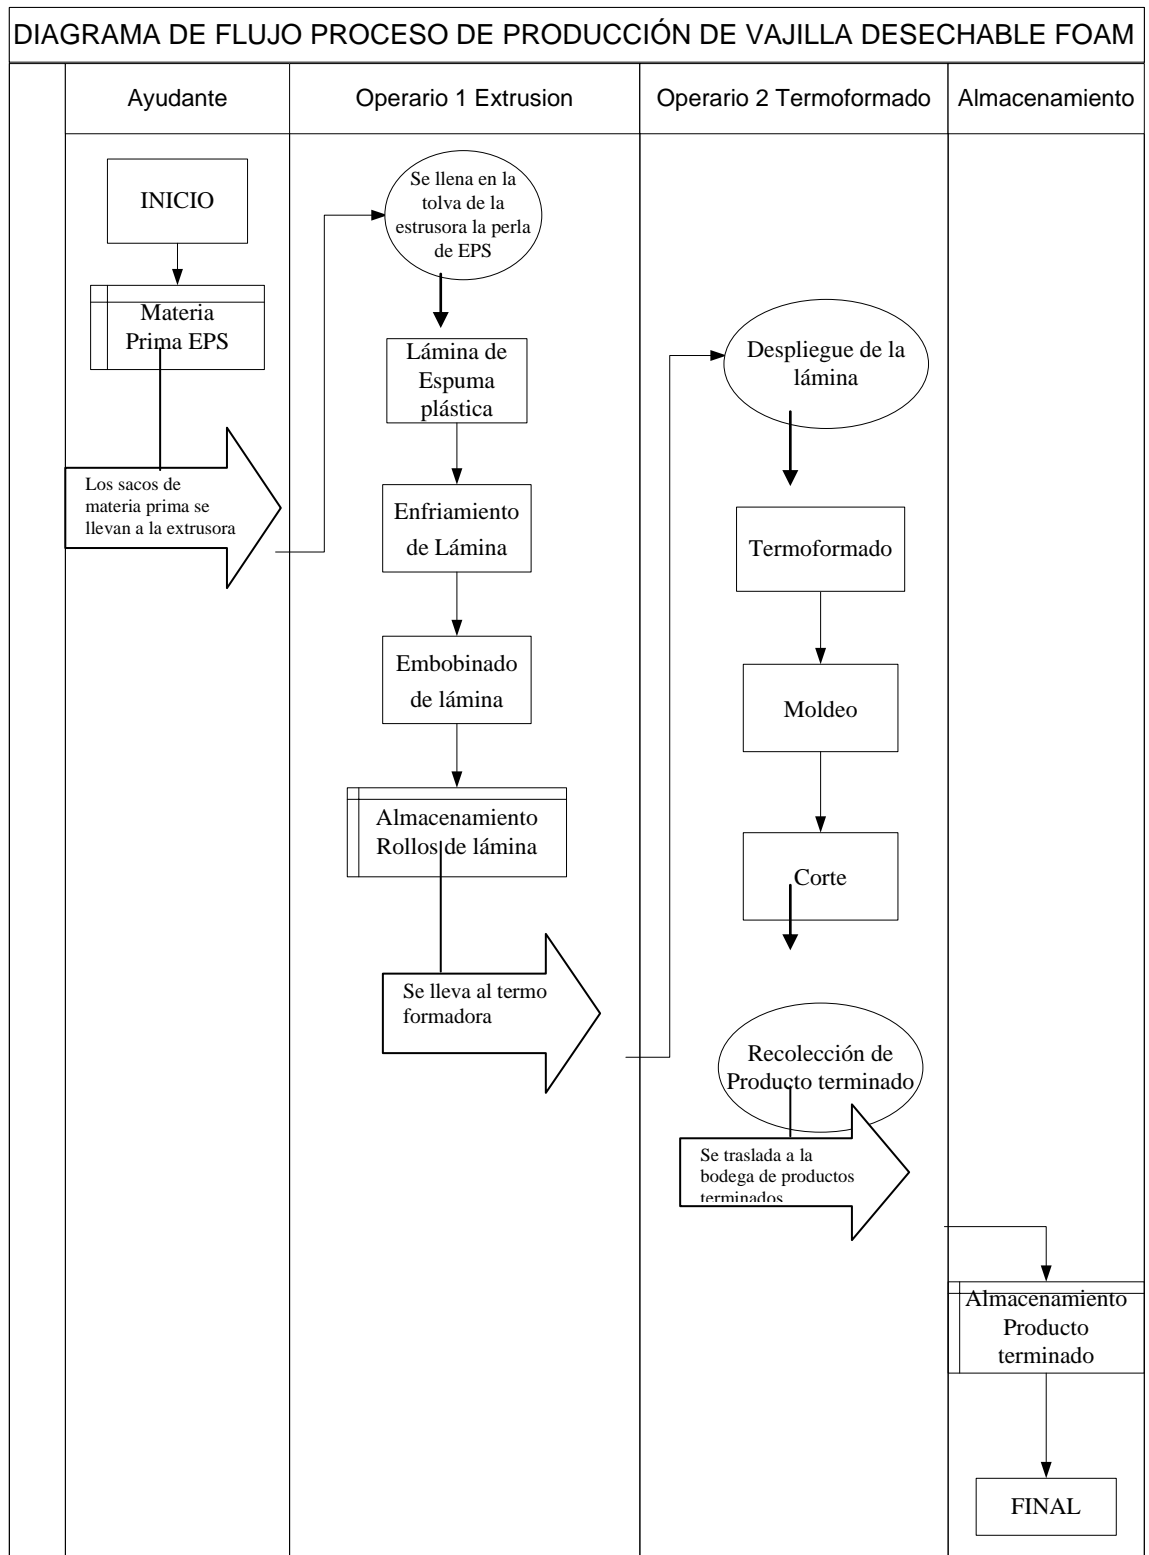 DIAGRAMA DE FLUJO PROCESO DE PRODUCCIÓN DE VAJILLA DESECHABLE FOAM
Ayudante
Operario 1 Extrusion
Operario 2 Termoformado
Almacenamiento
INICIO
Materia
Prima EPS
Los sacos de
materia prima se
llevan a la extrusora
Se llena en la
tolva de la
estrusora la perla
de EPS
Lámina de
Espuma
plástica
Enfriamiento
de Lámina
Embobinado
de lámina
Almacenamiento
Rollos de lámina
Se lleva al termo
formadora
Despliegue de la
lámina
Termoformado
Moldeo
Corte
Recolección de
Producto terminado
Se traslada a la
bodega de productos
terminados
Almacenamiento
Producto
terminado
FINAL